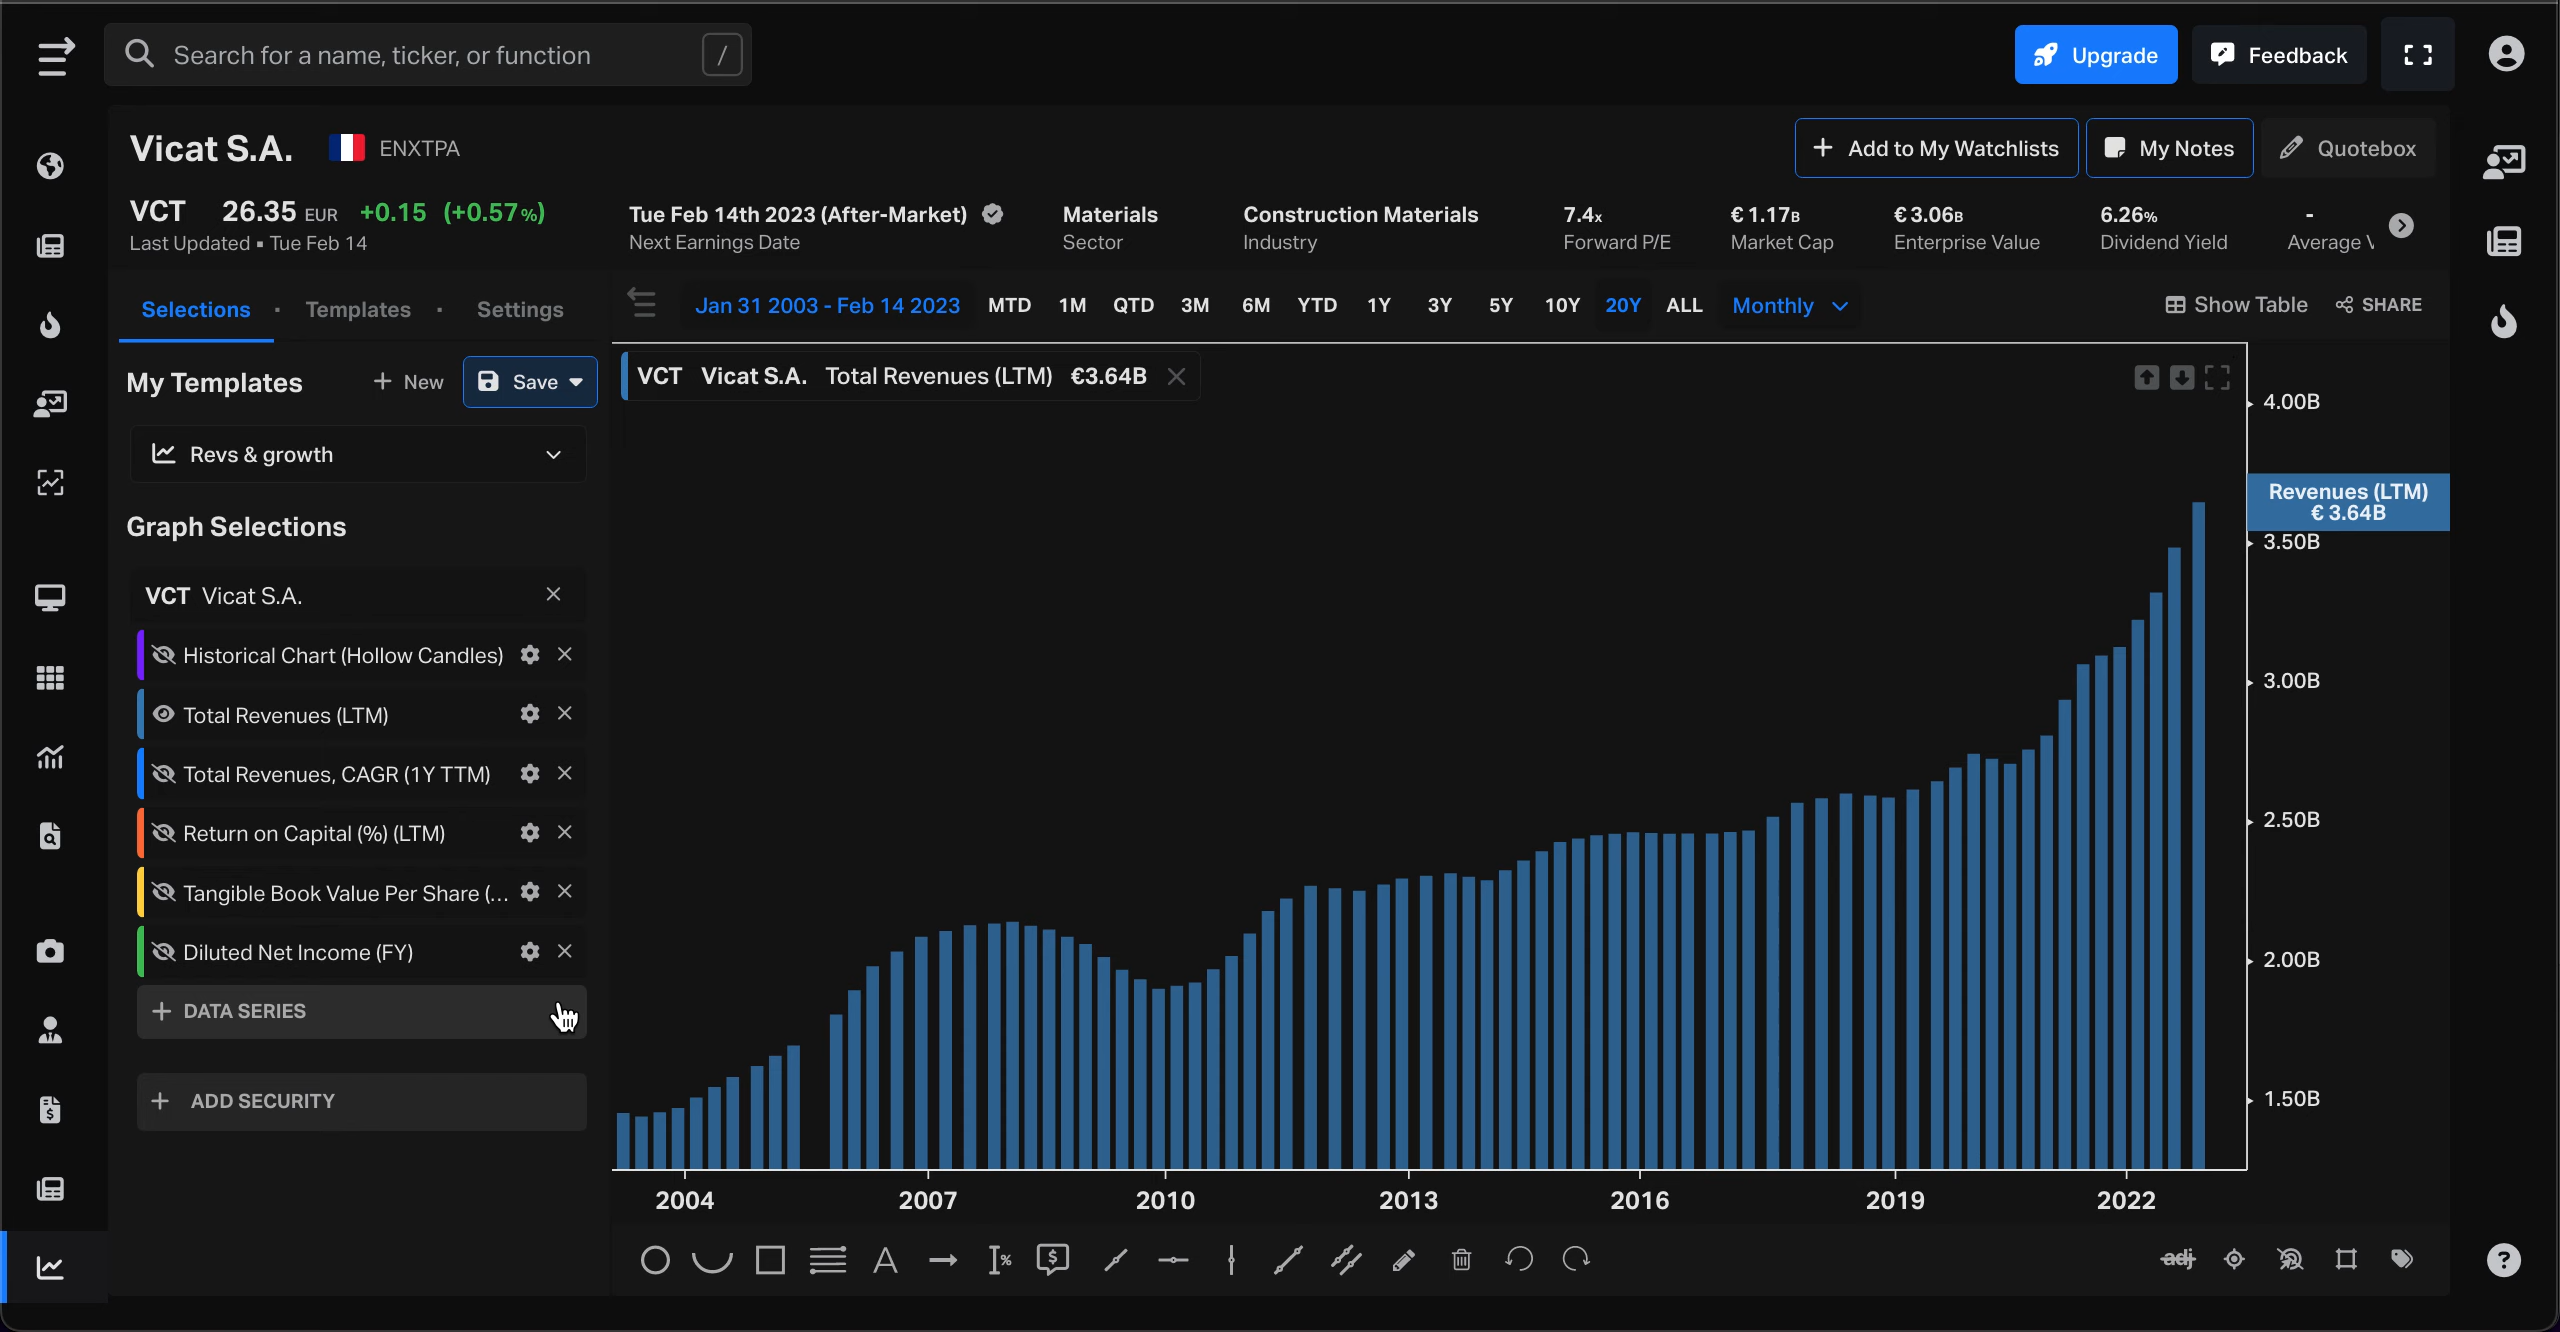 Search for a name, ticker, or function /
Upgrade
Feedback
Vicat S.A. ENXTPA
+ Add to My Watchlists
My Notes
Quotebox
VCT 26.35 EUR +0.15 (+0.57%)
Last Updated ▪ Tue Feb 14
Tue Feb 14th 2023 (After-Market)
Next Earnings Date
Materials
Sector
Construction Materials
Industry
7.4x
Forward P/E
€1.17B
Market Cap
€3.06B
Enterprise Value
6.26%
Dividend Yield
-
Average V
Selections · Templates · Settings
Jan 31 2003 - Feb 14 2023 MTD 1M QTD 3M 6M YTD 1Y 3Y 5Y 10Y 20Y ALL Monthly
Show Table
SHARE
My Templates
+ New
Save
Revs & growth
Graph Selections
VCT Vicat S.A.
Historical Chart (Hollow Candles)
Total Revenues (LTM)
Total Revenues, CAGR (1Y TTM)
Return on Capital (%) (LTM)
Tangible Book Value Per Share (...
Diluted Net Income (FY)
+ DATA SERIES
+ ADD SECURITY
VCT Vicat S.A. Total Revenues (LTM) €3.64B
4.00B
Revenues (LTM)
€3.64B
3.50B
3.00B
2.50B
2.00B
1.50B
2004 2007 2010 2013 2016 2019 2022
A
%
$
adj
?